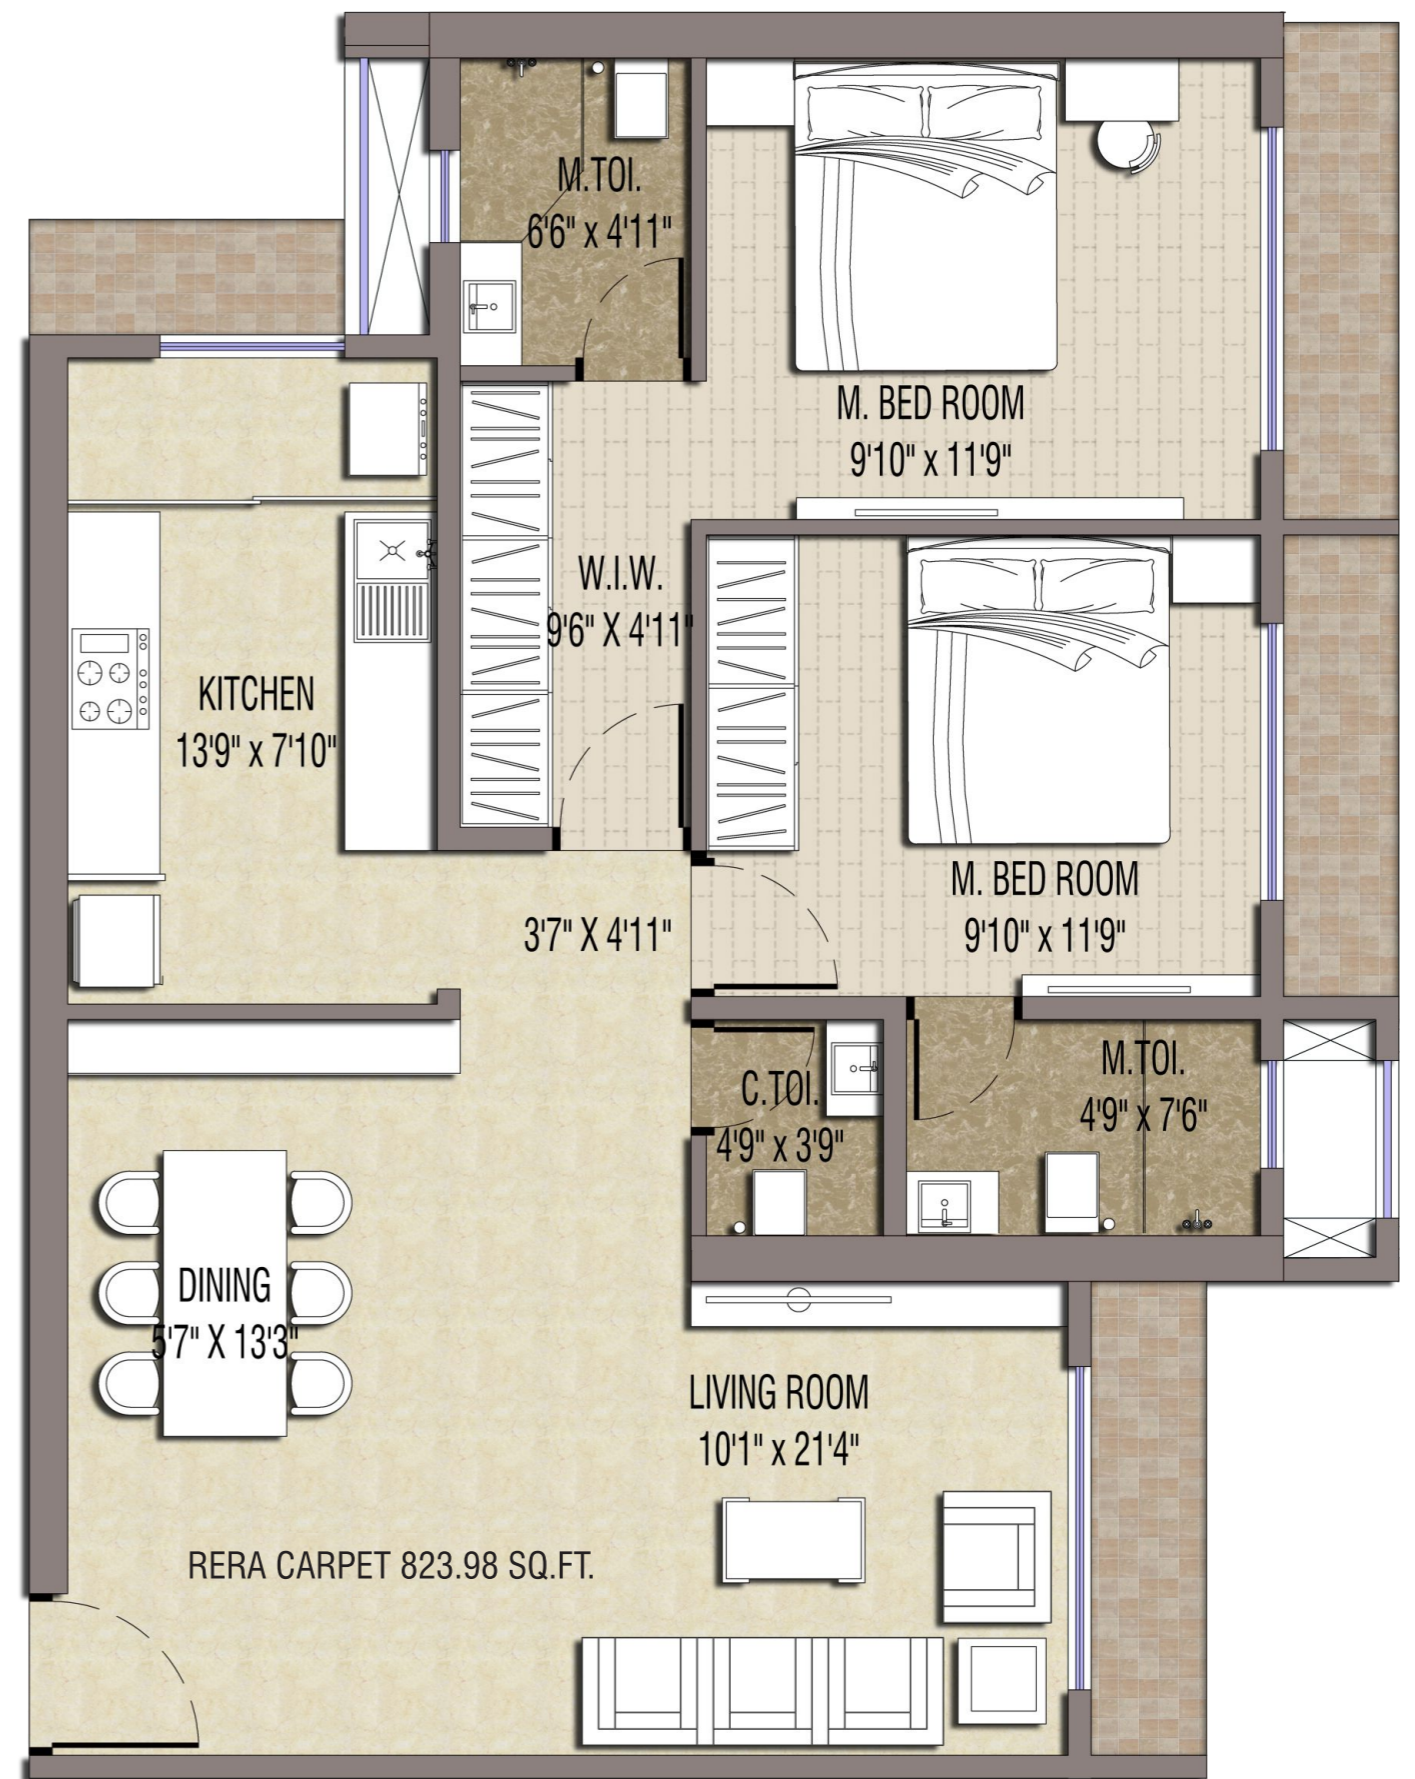 M.TOI.
6'6" x 4'11"
M. BED ROOM
9'10" x 11'9"
W.I.W.
9'6" X 4'11"
KITCHEN
13'9" x 7'10"
M. BED ROOM
9'10" x 11'9"
3'7" X 4'11"
M.TOI.
4'9" x 7'6"
C.TOI.
4'9" x 3'9"
DINING
5'7" X 13'3"
LIVING ROOM
10'1" x 21'4"
RERA CARPET 823.98 SQ.FT.